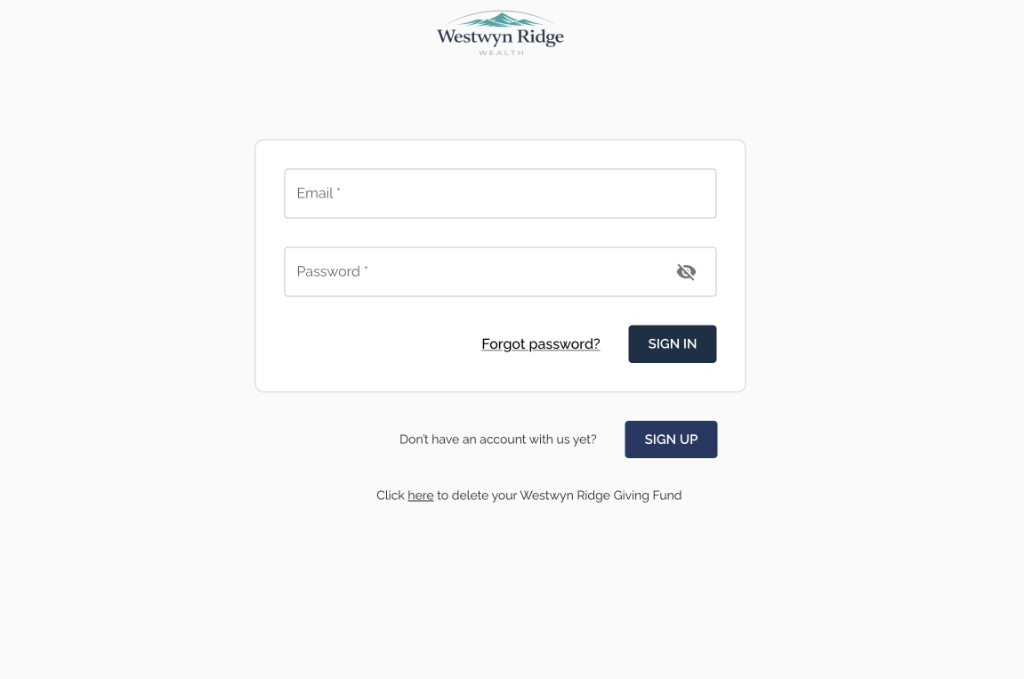 Westwyn Ridge
WEALTH
Email *
Password *
Forgot password?
SIGN IN
Don't have an account with us yet?
SIGN UP
Click here to delete your Westwyn Ridge Giving Fund